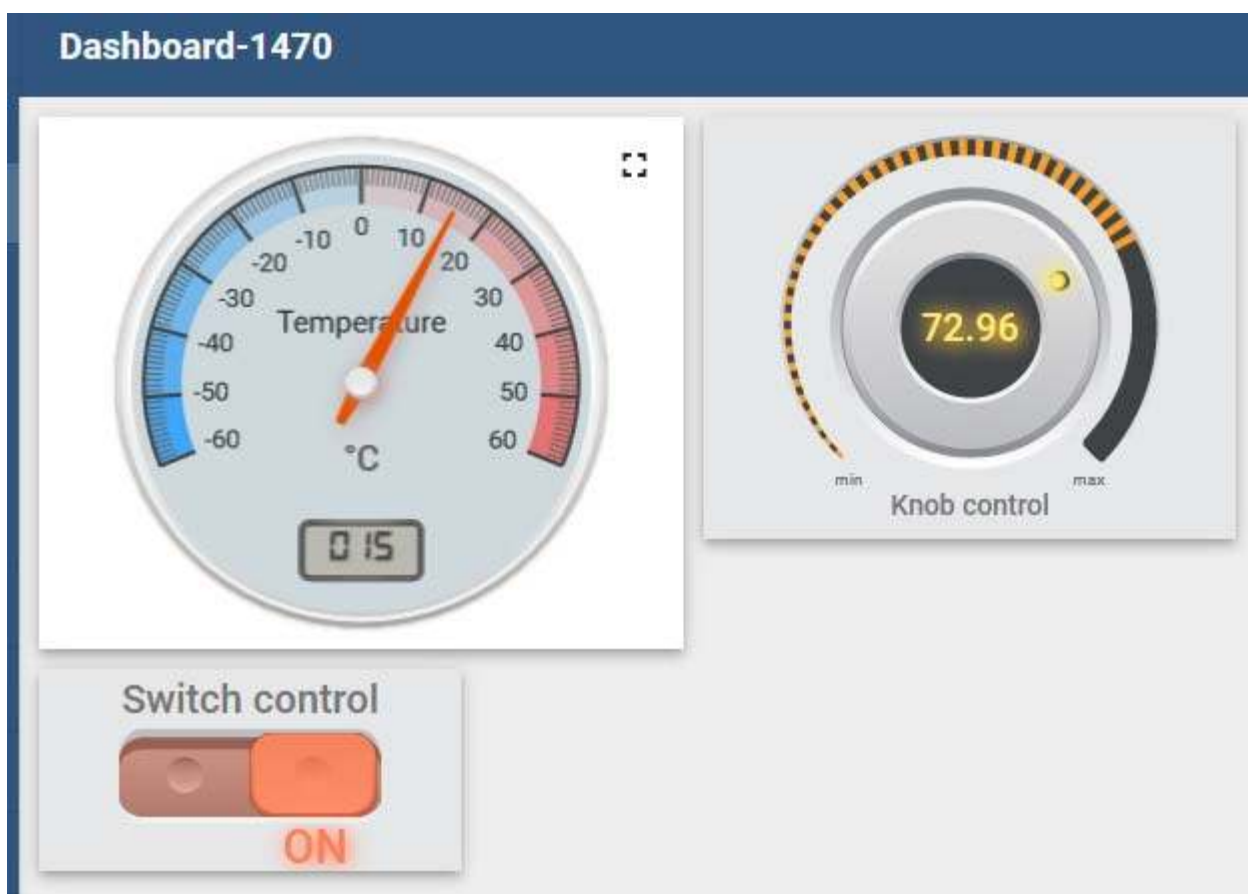 Dashboard-1470
0
-10
10
-20
20
-30
30
Temperature
-40
40
-50
50
-60
60
°C
015
72.96
min
max
Knob control
Switch control
ON